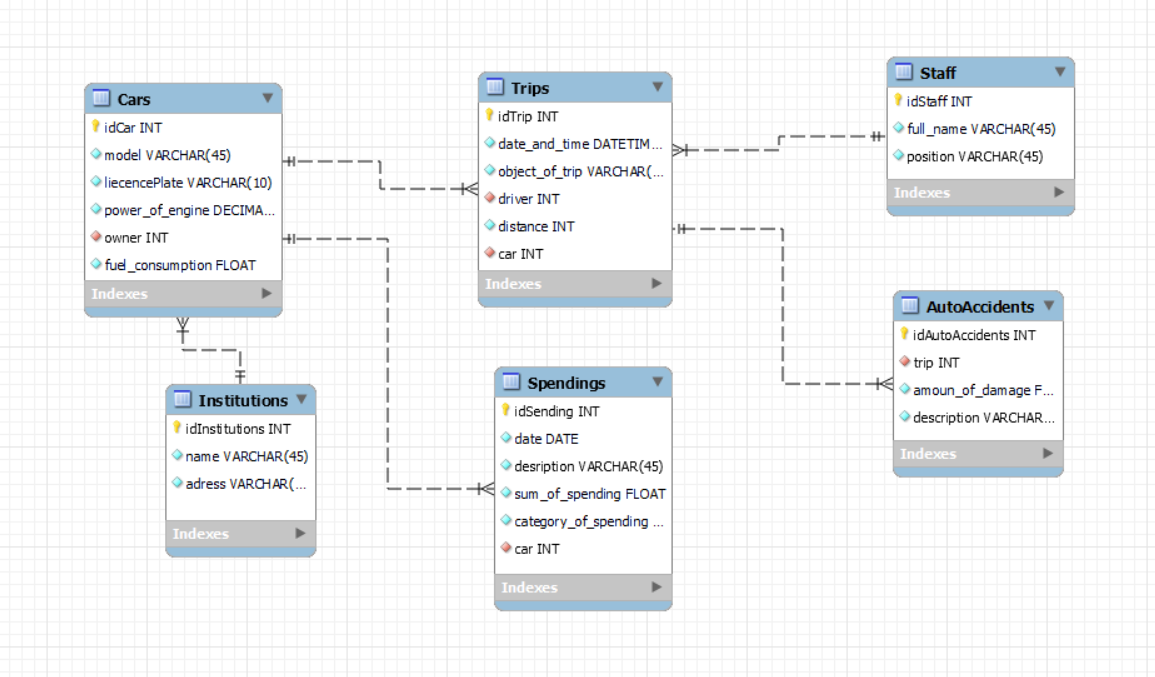 Cars
idCar INT
model VARCHAR(45)
liecencePlate VARCHAR(10)
power_of_engine DECIMA...
owner INT
fuel_consumption FLOAT
Indexes
Institutions
idInstitutions INT
name VARCHAR(45)
adress VARCHAR(...
Indexes
Trips
idTrip INT
date_and_time DATETIM...
object_of_trip VARCHAR(...
driver INT
distance INT
car INT
Indexes
Spendings
idSending INT
date DATE
desription VARCHAR(45)
sum_of_spending FLOAT
category_of_spending ...
car INT
Indexes
Staff
idStaff INT
full_name VARCHAR(45)
position VARCHAR(45)
Indexes
AutoAccidents
idAutoAccidents INT
trip INT
amoun_of_damage F...
description VARCHAR...
Indexes